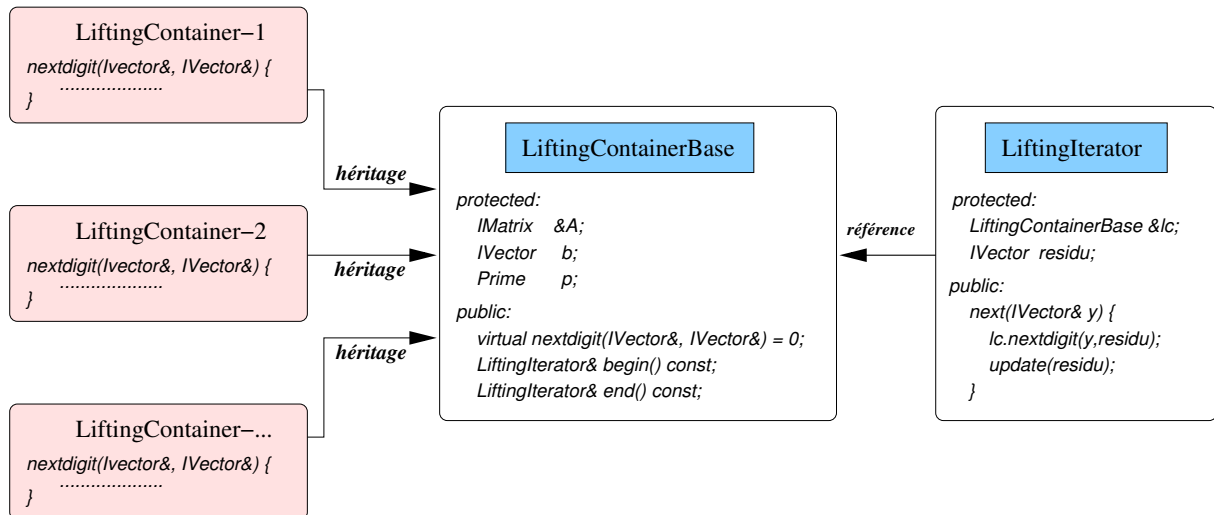 LiftingContainer−1
nextdigit(Ivector&, IVector&) {
.....................
}
LiftingContainer−2
nextdigit(Ivector&, IVector&) {
.....................
}
LiftingContainer−...
nextdigit(Ivector&, IVector&) {
.....................
}
héritage
héritage
héritage
LiftingContainerBase
protected:
IMatrix &A;
IVector b;
Prime p;
public:
virtual nextdigit(IVector&, IVector&) = 0;
LiftingIterator& begin() const;
LiftingIterator& end() const;
référence
LiftingIterator
protected:
LiftingContainerBase &lc;
IVector residu;
public:
next(IVector& y) {
lc.nextdigit(y,residu);
update(residu);
}